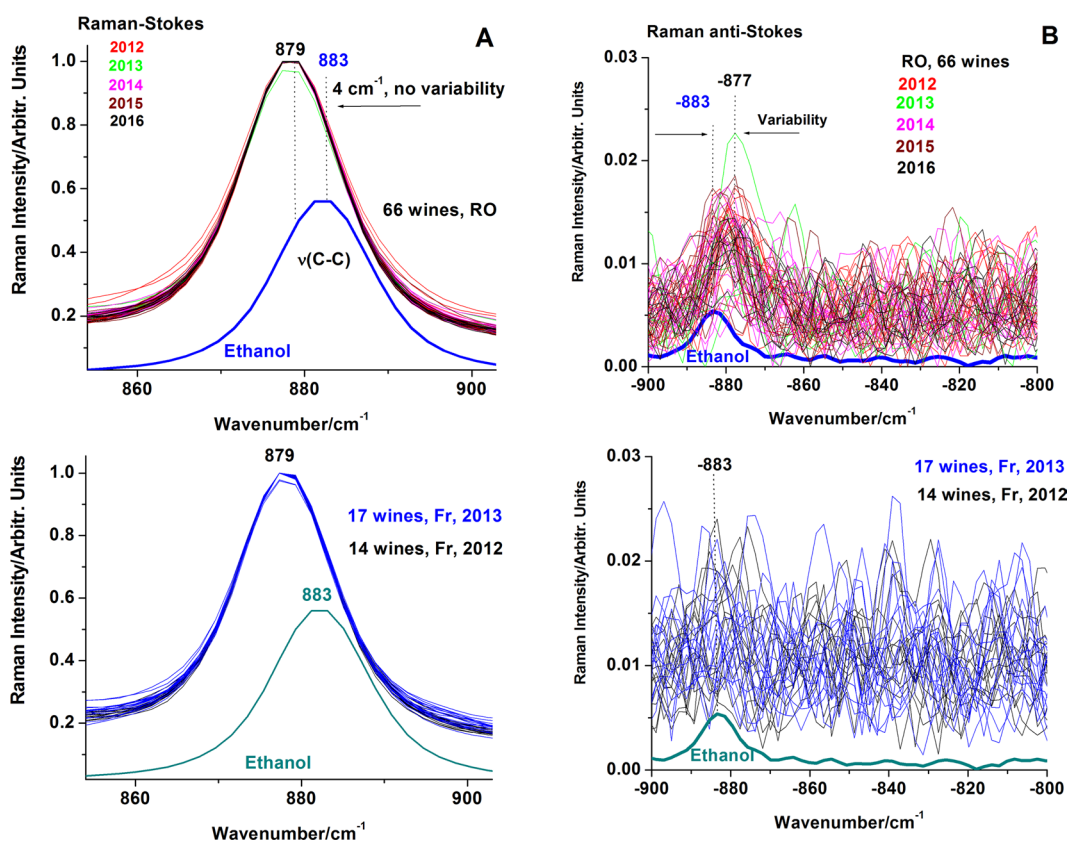 Raman-Stokes
A
2012
2013
2014
2015
2016
879
883
4 cm⁻¹, no variability
66 wines, RO
ν(C-C)
Ethanol
Raman Intensity/Arbitr. Units
1.0
0.8
0.6
0.4
0.2
860
880
900
Wavenumber/cm⁻¹
Raman anti-Stokes
B
RO, 66 wines
2012
2013
2014
2015
2016
-877
-883
Variability
Ethanol
Raman Intensity/Arbitr. Units
0.03
0.02
0.01
0.00
-900
-880
-860
-840
-820
-800
Wavenumber/cm⁻¹
879
17 wines, Fr, 2013
14 wines, Fr, 2012
883
Ethanol
Raman Intensity/Arbitr. Units
1.0
0.8
0.6
0.4
0.2
860
880
900
Wavenumber/cm⁻¹
-883
17 wines, Fr, 2013
14 wines, Fr, 2012
Ethanol
Raman Intensity/Arbitr. Units
0.03
0.02
0.01
0.00
-900
-880
-860
-840
-820
-800
Wavenumber/cm⁻¹